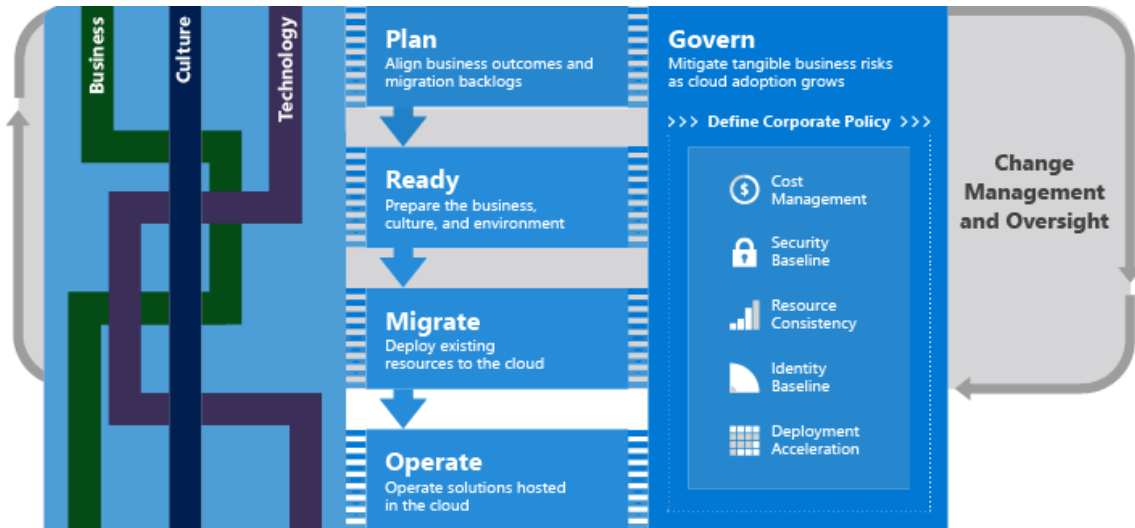 Business
Culture
Technology
Plan
Align business outcomes and
migration backlogs
Ready
Prepare the business,
culture, and environment
Migrate
Deploy existing
resources to the cloud
Operate
Operate solutions hosted
in the cloud
Govern
Mitigate tangible business risks
as cloud adoption grows
>>> Define Corporate Policy >>>
Cost
Management
Security
Baseline
Resource
Consistency
Identity
Baseline
Deployment
Acceleration
Change
Management
and Oversight